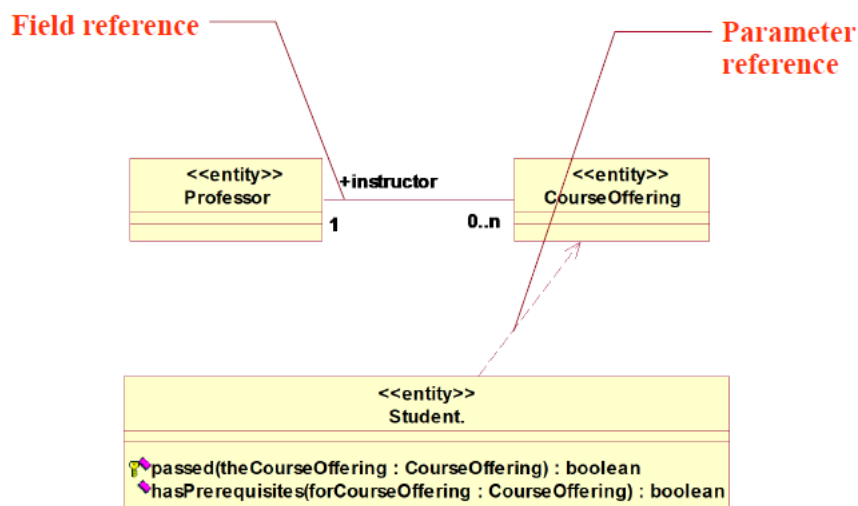 Field reference
Parameter
reference
<<entity>>
Professor
+instructor
1
0..n
<<entity>>
CourseOffering
<<entity>>
Student.
passed(theCourseOffering : CourseOffering) : boolean
hasPrerequisites(forCourseOffering : CourseOffering) : boolean